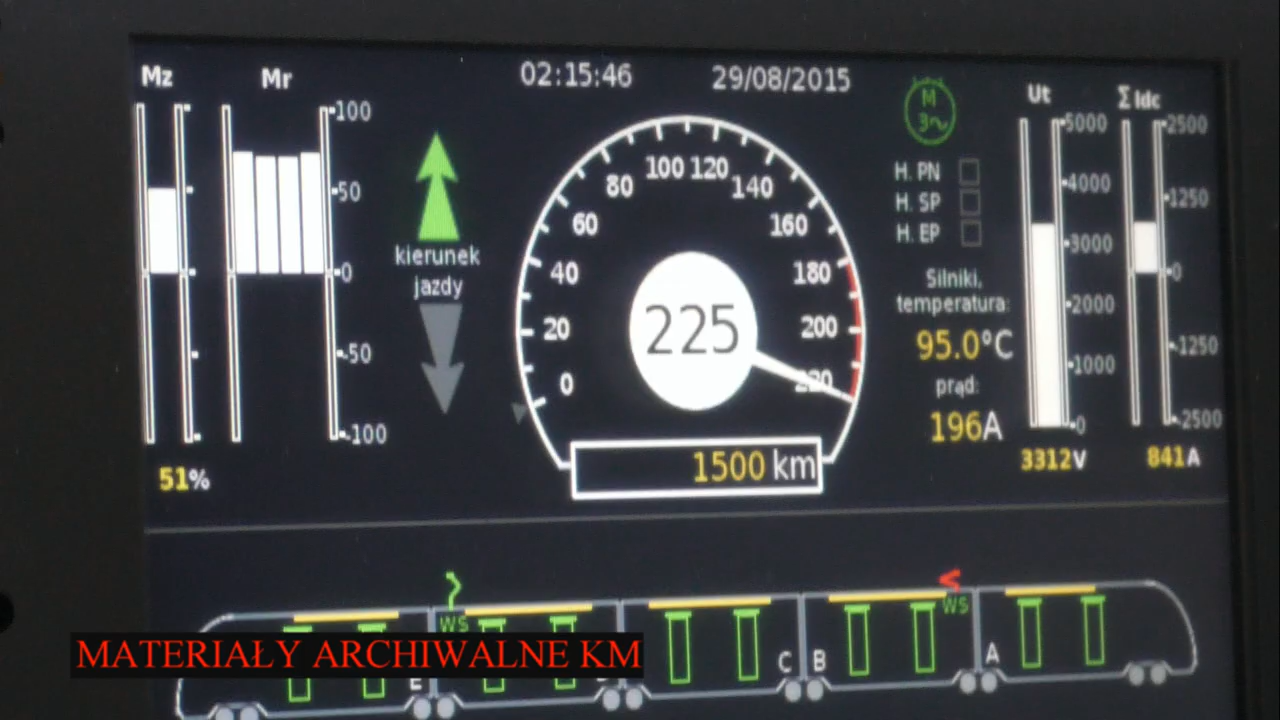 Mz
Mr
02:15:46
29/08/2015
M
3~
Ut
Σ Idc
100
50
0
-50
-100
51%
kierunek
jazdy
0
20
40
60
80
100
120
140
160
180
200
220
225
1500 km
H. PN
H. SP
H. EP
Silniki,
temperatura:
95.0°C
prąd:
196A
5000
4000
3000
2000
1000
0
3312V
2500
1250
0
-1250
-2500
841A
WS
WS
E
C
B
A
MATERIAŁY ARCHIWALNE KM